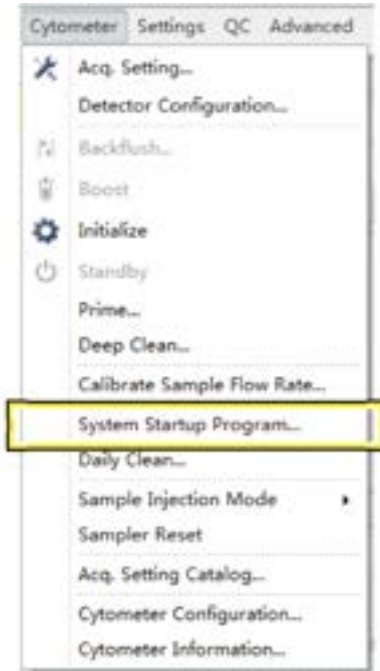 Cytometer Settings QC Advanced
Acq. Setting...
Detector Configuration...
Backflush...
Boost
Initialize
Standby
Prime...
Deep Clean...
Calibrate Sample Flow Rate...
System Startup Program...
Daily Clean...
Sample Injection Mode
Sampler Reset
Acq. Setting Catalog...
Cytometer Configuration...
Cytometer Information...